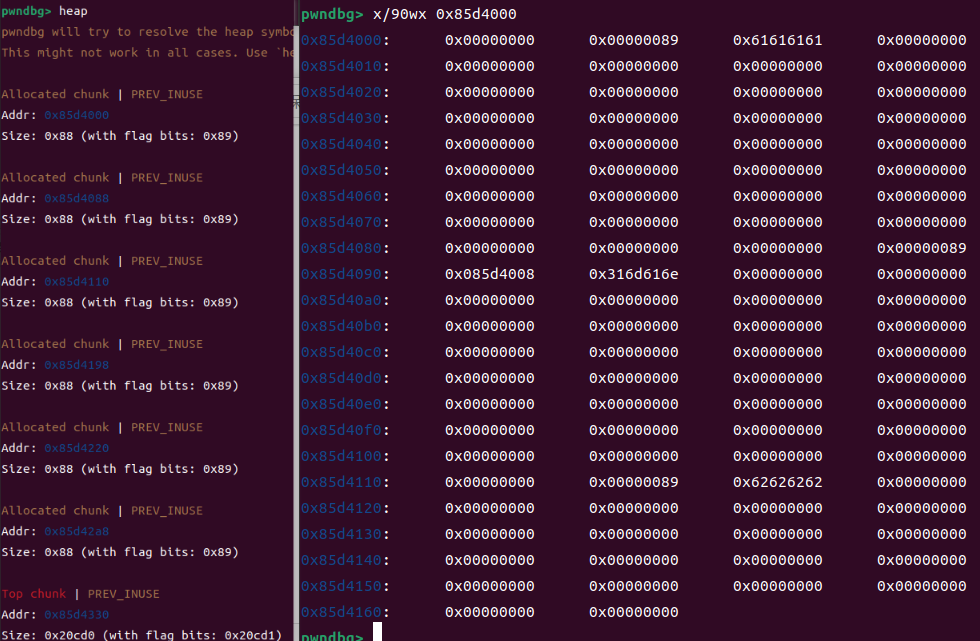 pwndbg> heap
pwndbg will try to resolve the heap symbo
This might not work in all cases. Use `he
Allocated chunk | PREV_INUSE
Addr: 0x85d4000
Size: 0x88 (with flag bits: 0x89)
Allocated chunk | PREV_INUSE
Addr: 0x85d4088
Size: 0x88 (with flag bits: 0x89)
Allocated chunk | PREV_INUSE
Addr: 0x85d4110
Size: 0x88 (with flag bits: 0x89)
Allocated chunk | PREV_INUSE
Addr: 0x85d4198
Size: 0x88 (with flag bits: 0x89)
Allocated chunk | PREV_INUSE
Addr: 0x85d4220
Size: 0x88 (with flag bits: 0x89)
Allocated chunk | PREV_INUSE
Addr: 0x85d42a8
Size: 0x88 (with flag bits: 0x89)
Top chunk | PREV_INUSE
Addr: 0x85d4330
Size: 0x20cd0 (with flag bits: 0x20cd1)
pwndbg> x/90wx 0x85d4000
0x85d4000: 0x00000000 0x00000089 0x61616161 0x00000000
0x85d4010: 0x00000000 0x00000000 0x00000000 0x00000000
0x85d4020: 0x00000000 0x00000000 0x00000000 0x00000000
0x85d4030: 0x00000000 0x00000000 0x00000000 0x00000000
0x85d4040: 0x00000000 0x00000000 0x00000000 0x00000000
0x85d4050: 0x00000000 0x00000000 0x00000000 0x00000000
0x85d4060: 0x00000000 0x00000000 0x00000000 0x00000000
0x85d4070: 0x00000000 0x00000000 0x00000000 0x00000000
0x85d4080: 0x00000000 0x00000000 0x00000000 0x00000089
0x85d4090: 0x085d4008 0x316d616e 0x00000000 0x00000000
0x85d40a0: 0x00000000 0x00000000 0x00000000 0x00000000
0x85d40b0: 0x00000000 0x00000000 0x00000000 0x00000000
0x85d40c0: 0x00000000 0x00000000 0x00000000 0x00000000
0x85d40d0: 0x00000000 0x00000000 0x00000000 0x00000000
0x85d40e0: 0x00000000 0x00000000 0x00000000 0x00000000
0x85d40f0: 0x00000000 0x00000000 0x00000000 0x00000000
0x85d4100: 0x00000000 0x00000000 0x00000000 0x00000000
0x85d4110: 0x00000000 0x00000089 0x62626262 0x00000000
0x85d4120: 0x00000000 0x00000000 0x00000000 0x00000000
0x85d4130: 0x00000000 0x00000000 0x00000000 0x00000000
0x85d4140: 0x00000000 0x00000000 0x00000000 0x00000000
0x85d4150: 0x00000000 0x00000000 0x00000000 0x00000000
0x85d4160: 0x00000000 0x00000000
pwndbg>